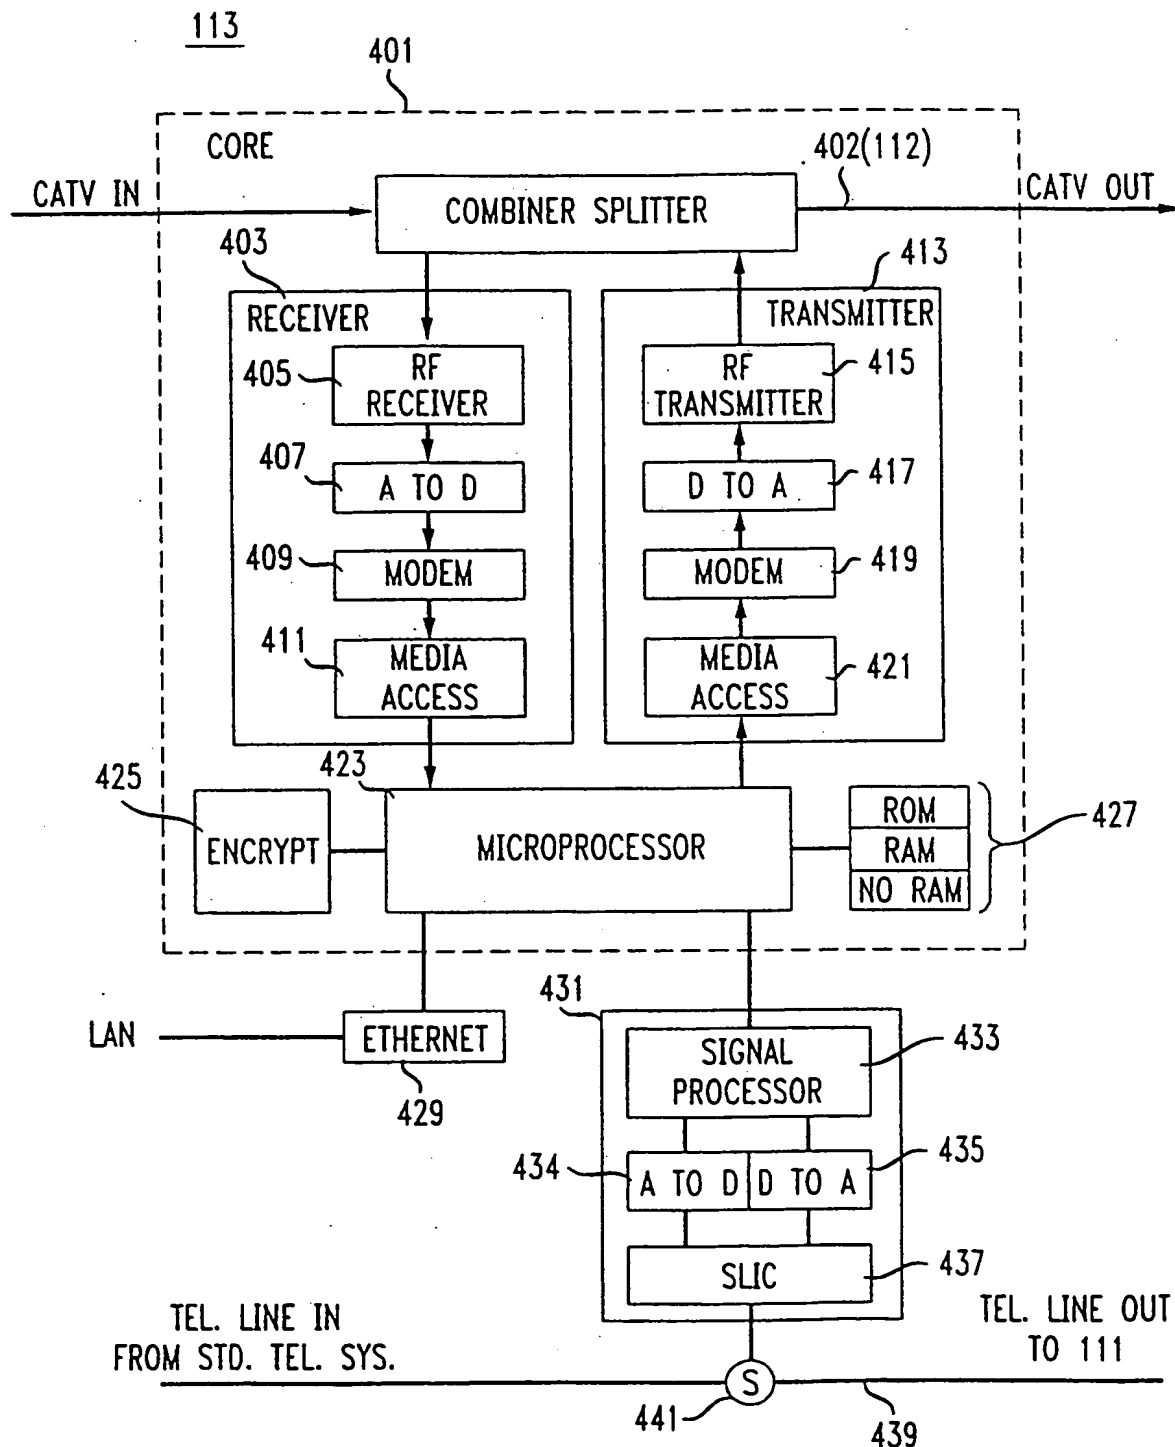 113
401
CORE
402(112)
CATV IN
CATV OUT
COMBINER SPLITTER
403
413
RECEIVER
TRANSMITTER
405
RF
RECEIVER
RF
TRANSMITTER
415
407
A TO D
D TO A
417
409
MODEM
MODEM
419
411
MEDIA
ACCESS
MEDIA
ACCESS
421
425
423
ENCRYPT
MICROPROCESSOR
ROM
RAM
NO RAM
427
431
LAN
ETHERNET
429
SIGNAL
PROCESSOR
433
434
A TO D
D TO A
435
SLIC
437
TEL. LINE IN
FROM STD. TEL. SYS.
TEL. LINE OUT
TO 111
S
441
439